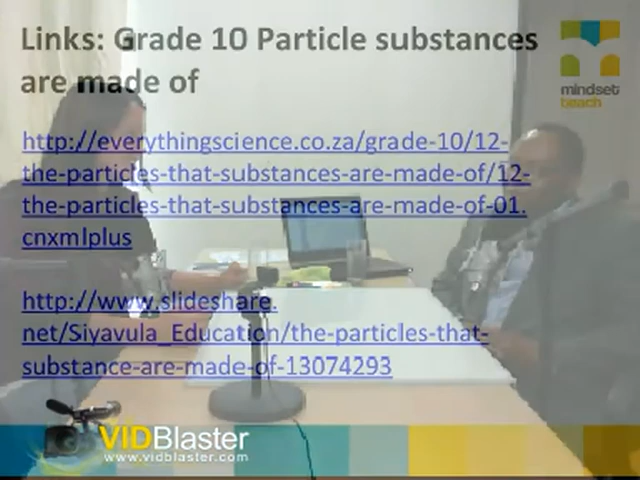 Links: Grade 10 Particle substances
are made of
mindset
teach
http://everythingscience.co.za/grade-10/12-
the-particles-that-substances-are-made-of/12-
the-particles-that-substances-are-made-of-01.
cnxmlplus
http://www.slideshare.
net/Siyavula_Education/the-particles-that-
substance-are-made-of-13074293
VIDBlaster
www.vidblaster.com